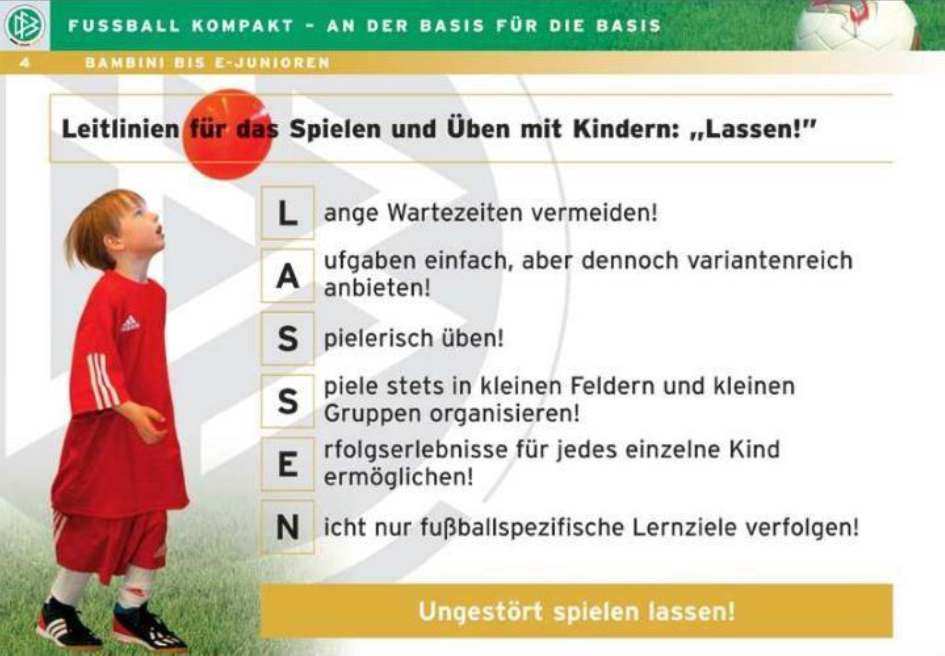 FUSSBALL KOMPAKT – AN DER BASIS FÜR DIE BASIS
4 BAMBINI BIS E-JUNIOREN
Leitlinien für das Spielen und Üben mit Kindern: „Lassen!”
L ange Wartezeiten vermeiden!
A ufgaben einfach, aber dennoch variantenreich
anbieten!
S pielerisch üben!
S piele stets in kleinen Feldern und kleinen
Gruppen organisieren!
E rfolgserlebnisse für jedes einzelne Kind
ermöglichen!
N icht nur fußballspezifische Lernziele verfolgen!
Ungestört spielen lassen!